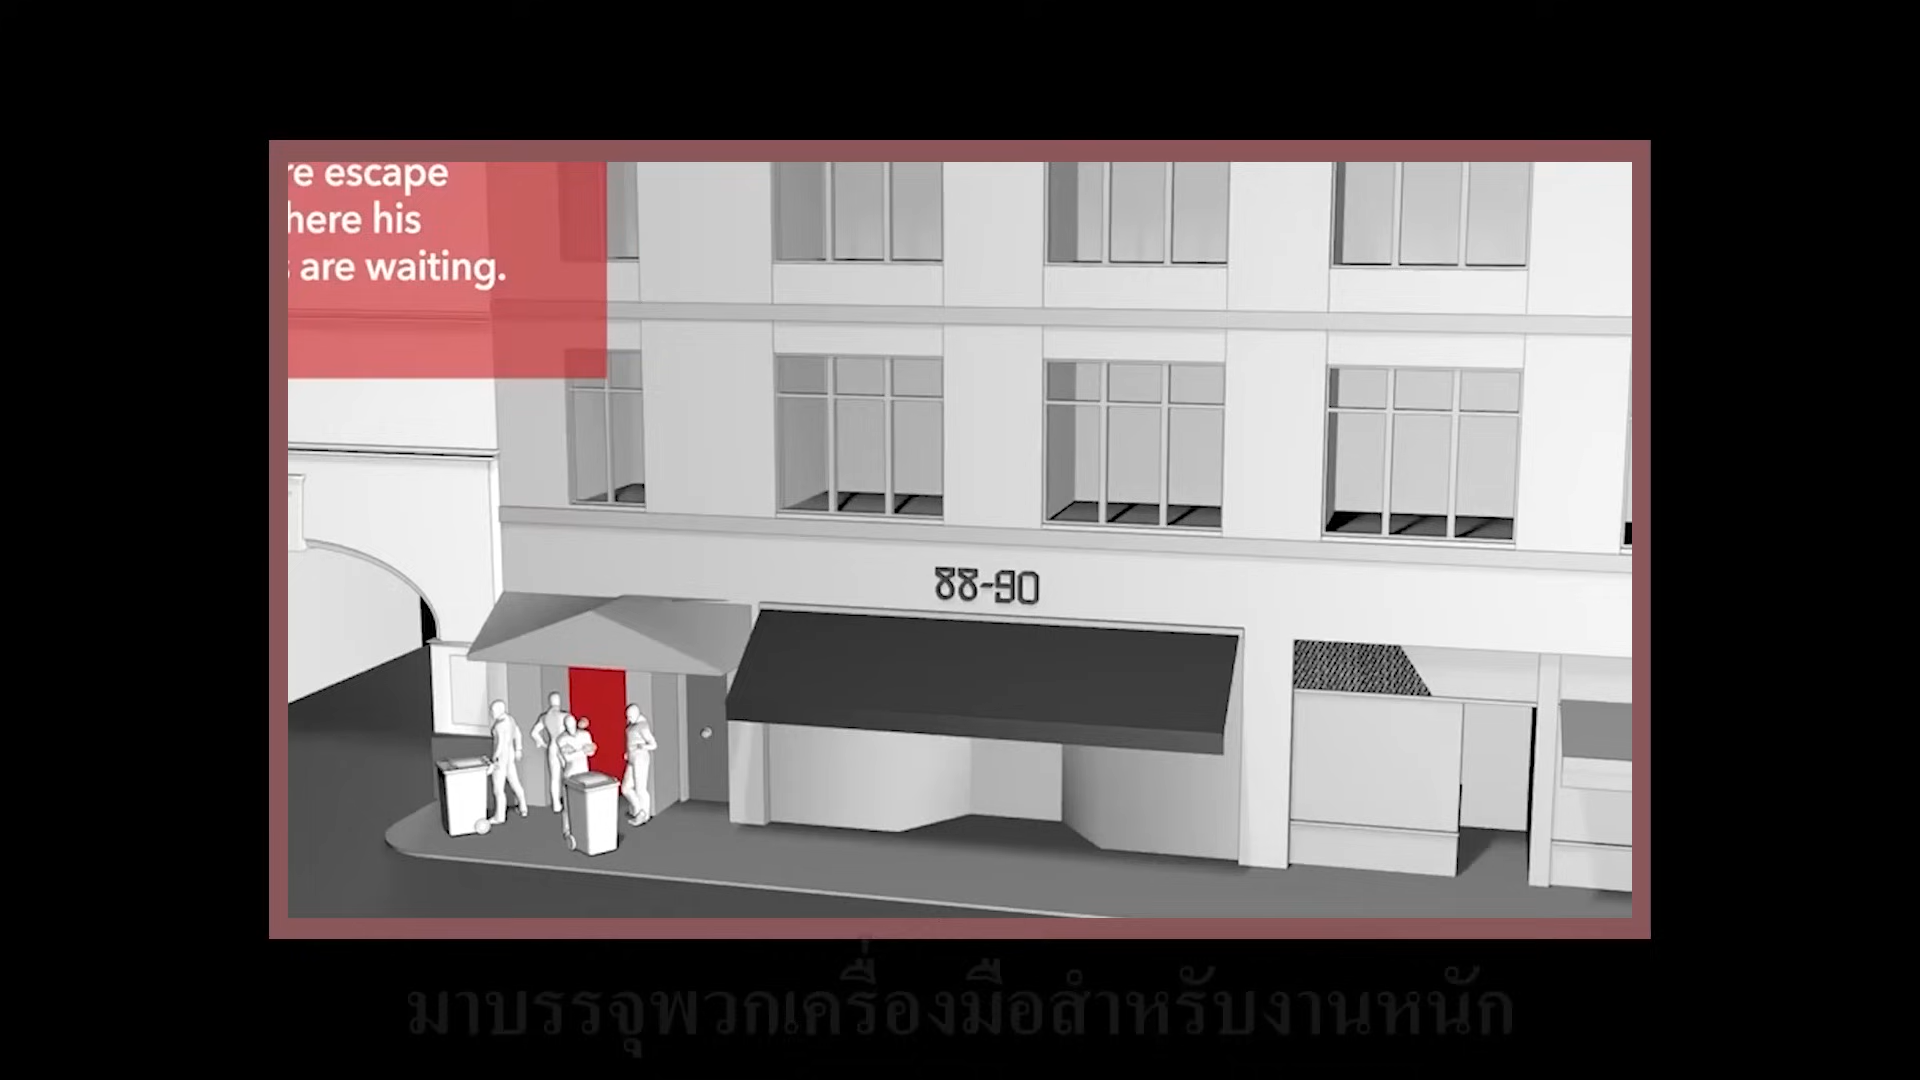 re escape
here his
are waiting.
88-90
มาบรรจุพวกเครื่องมือสำหรับงานหนัก